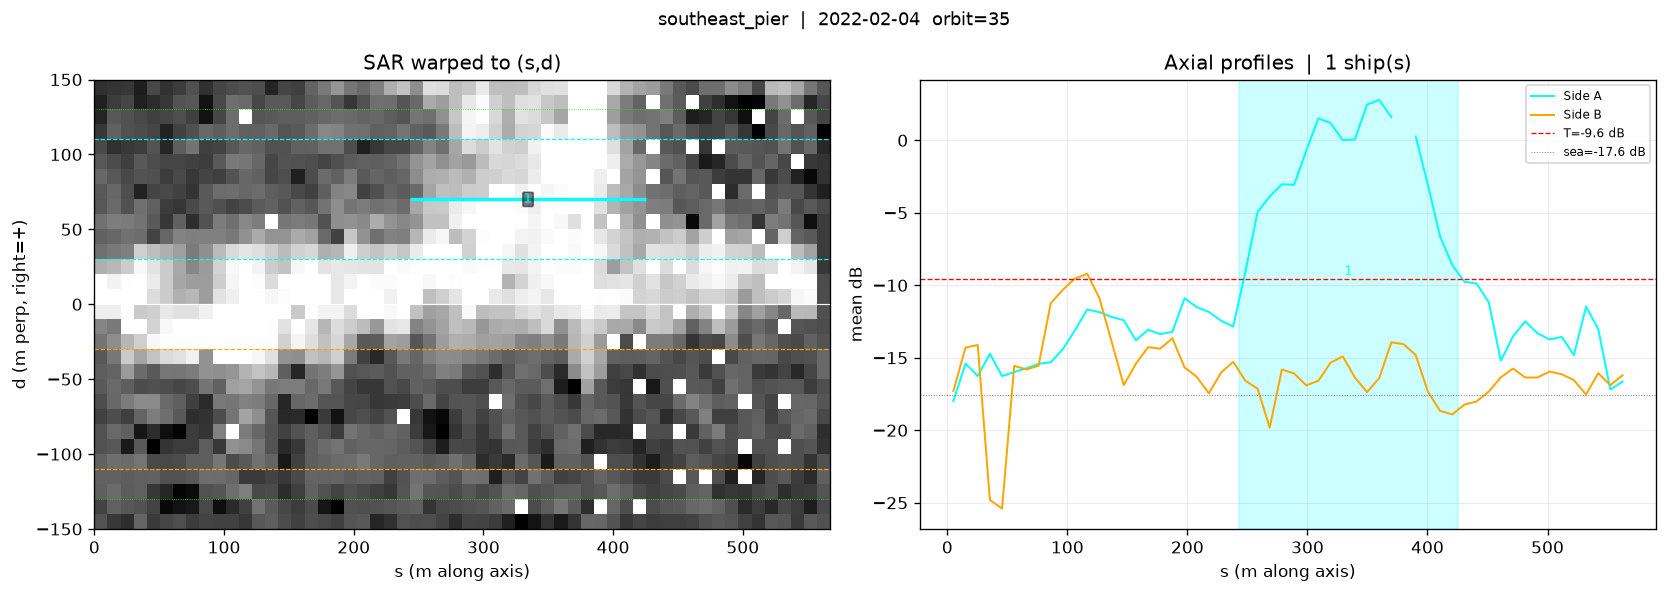 southeast_pier | 2022-02-04 orbit=35
SAR warped to (s,d)
150
100
50
0
−50
−100
−150
d (m perp, right=+)
1
0
100
200
300
400
500
s (m along axis)
Axial profiles | 1 ship(s)
0
−5
−10
−15
−20
−25
mean dB
Side A
Side B
T=-9.6 dB
sea=-17.6 dB
1
0
100
200
300
400
500
s (m along axis)